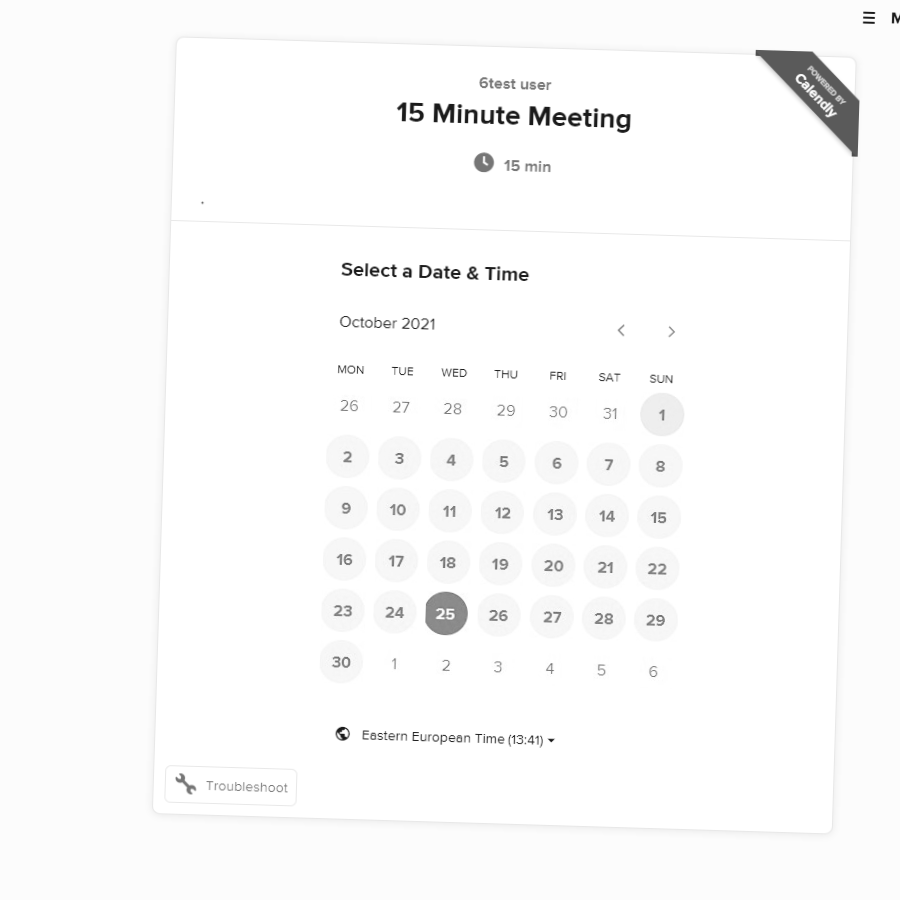 M
6test user
15 Minute Meeting
15 min
POWERED BY
Calendly
Select a Date & Time
October 2021
MON TUE WED THU FRI SAT SUN
26 27 28 29 30 31 1
2 3 4 5 6 7 8
9 10 11 12 13 14 15
16 17 18 19 20 21 22
23 24 25 26 27 28 29
30 1 2 3 4 5 6
Eastern European Time (13:41)
Troubleshoot